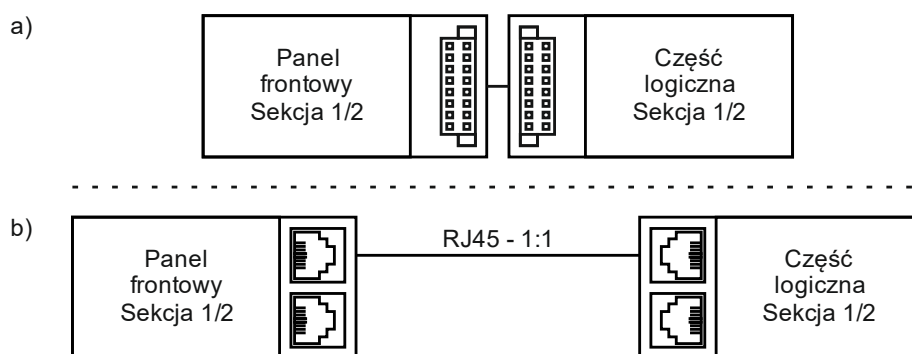 a)
Panel
frontowy
Sekcja 1/2
Część
logiczna
Sekcja 1/2
b)
Panel
frontowy
Sekcja 1/2
RJ45 - 1:1
Część
logiczna
Sekcja 1/2